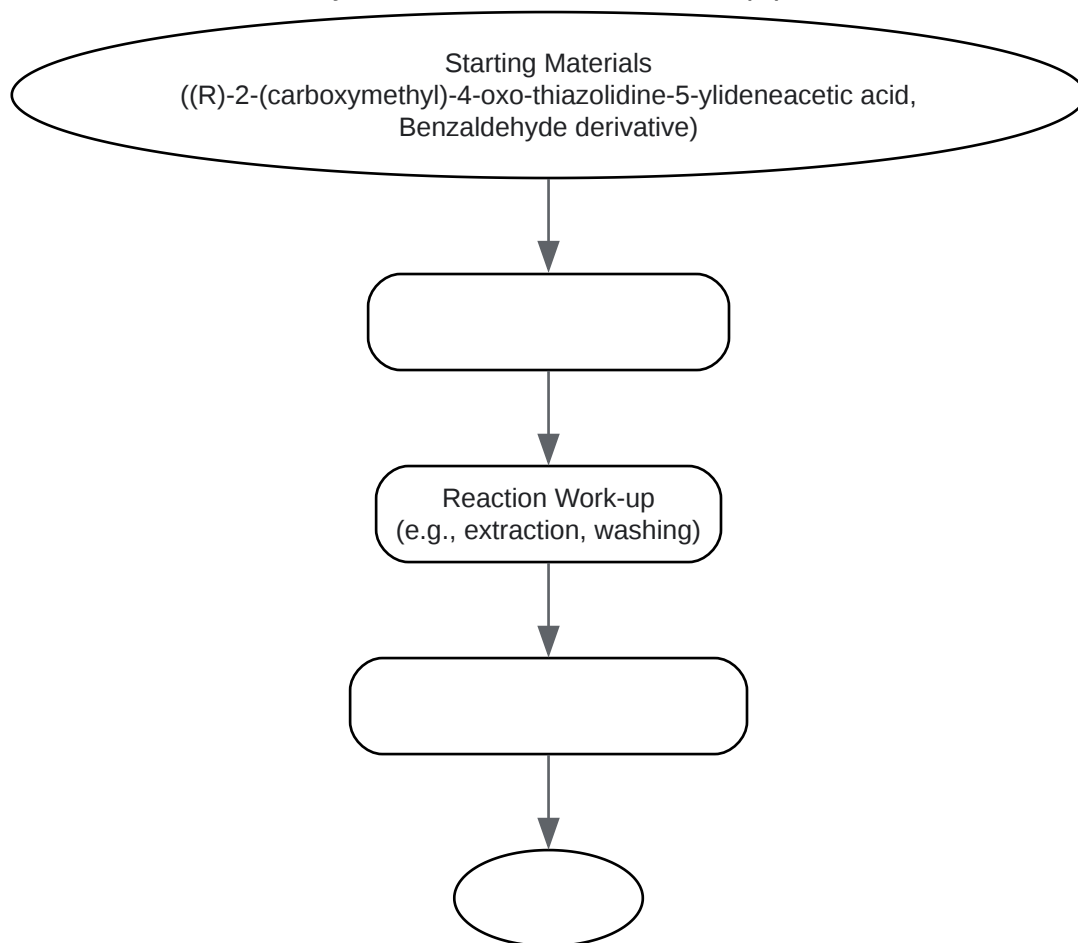 Starting Materials
((R)-2-(carboxymethyl)-4-oxo-thiazolidine-5-ylideneacetic acid,
Benzaldehyde derivative)
Reaction Work-up
(e.g., extraction, washing)